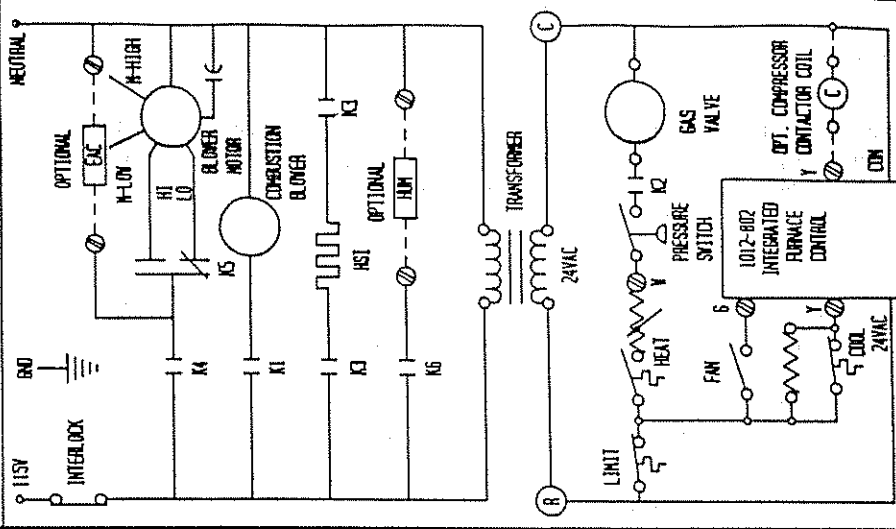 115V
INTERLOCK
GND
NEUTRAL
OPTIONAL
EAC
M-HIGH
M-LOW
HI
LO
BLOWER
MOTOR
K4
K5
COMBUSTION
BLOWER
K1
K3
HSI
K3
OPTIONAL
HUM
K6
TRANSFORMER
24VAC
R
C
LIMIT
HEAT
W
PRESSURE
SWITCH
K2
GAS
VALVE
FAN
G
Y
COOL
24VAC
1012-802
INTEGRATED
FURNACE
CONTROL
Y
COM
OPT. COMPRESSOR
CONTACTOR COIL
C